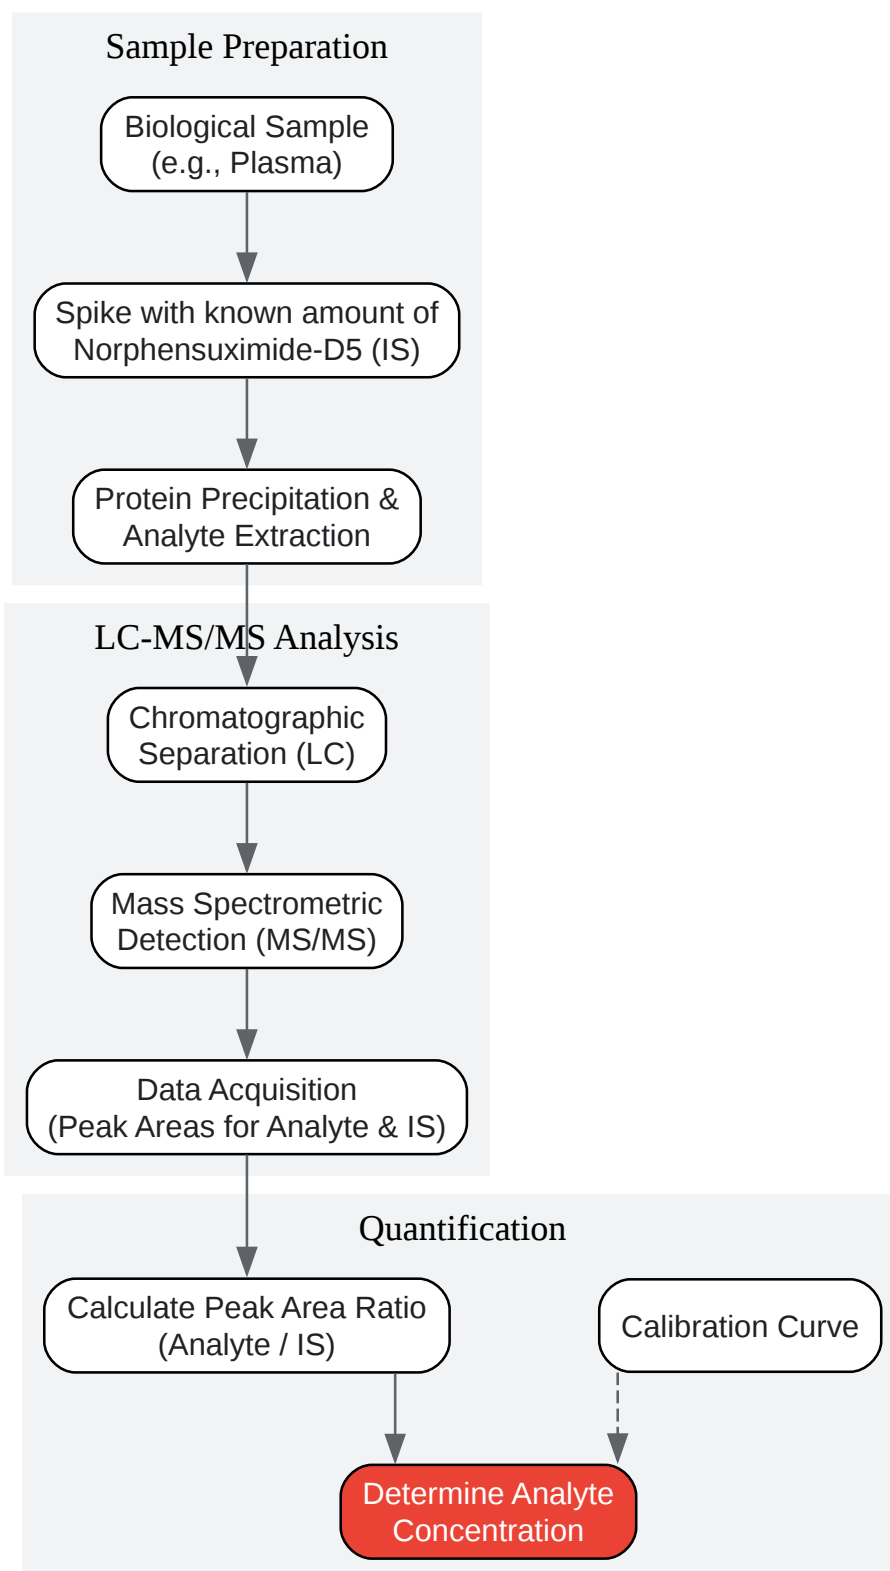 Sample Preparation
Biological Sample
(e.g., Plasma)
Spike with known amount of
Norphensuximide-D5 (IS)
Protein Precipitation &
Analyte Extraction
LC-MS/MS Analysis
Chromatographic
Separation (LC)
Mass Spectrometric
Detection (MS/MS)
Data Acquisition
(Peak Areas for Analyte & IS)
Quantification
Calculate Peak Area Ratio
(Analyte / IS)
Calibration Curve
Determine Analyte
Concentration